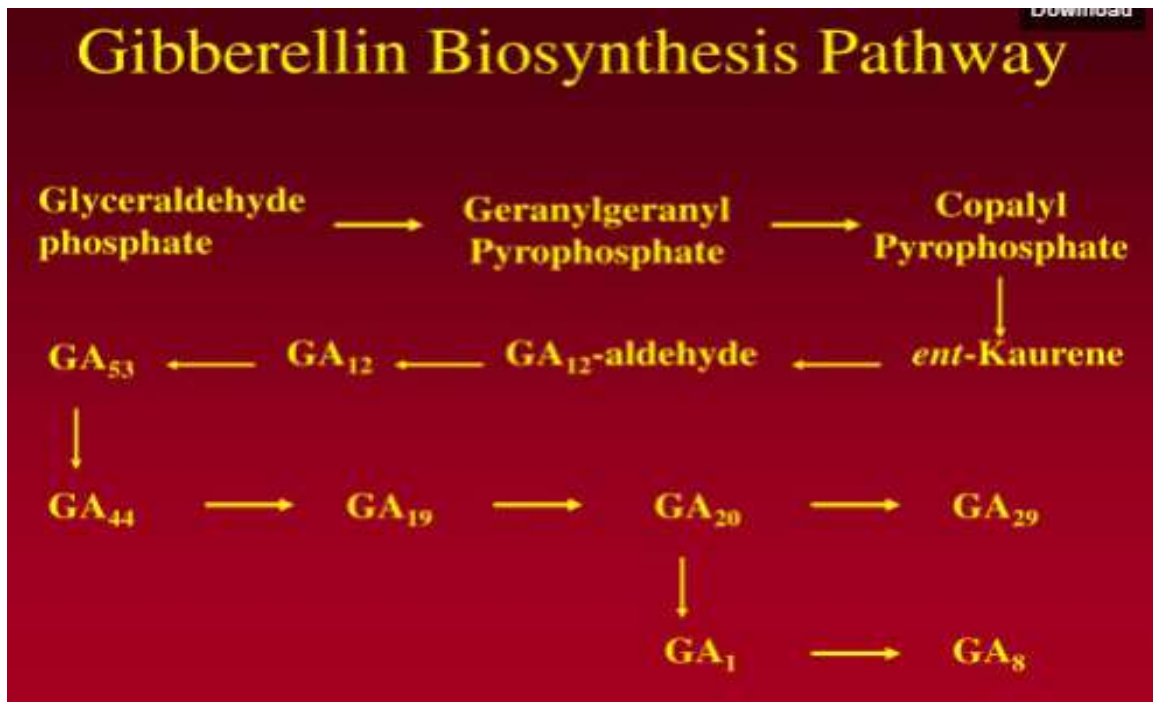 Download
Gibberellin Biosynthesis Pathway
Glyceraldehyde
phosphate
Geranylgeranyl
Pyrophosphate
Copalyl
Pyrophosphate
GA₅₃
GA₁₂
GA₁₂-aldehyde
ent-Kaurene
GA₄₄
GA₁₉
GA₂₀
GA₂₉
GA₁
GA₈